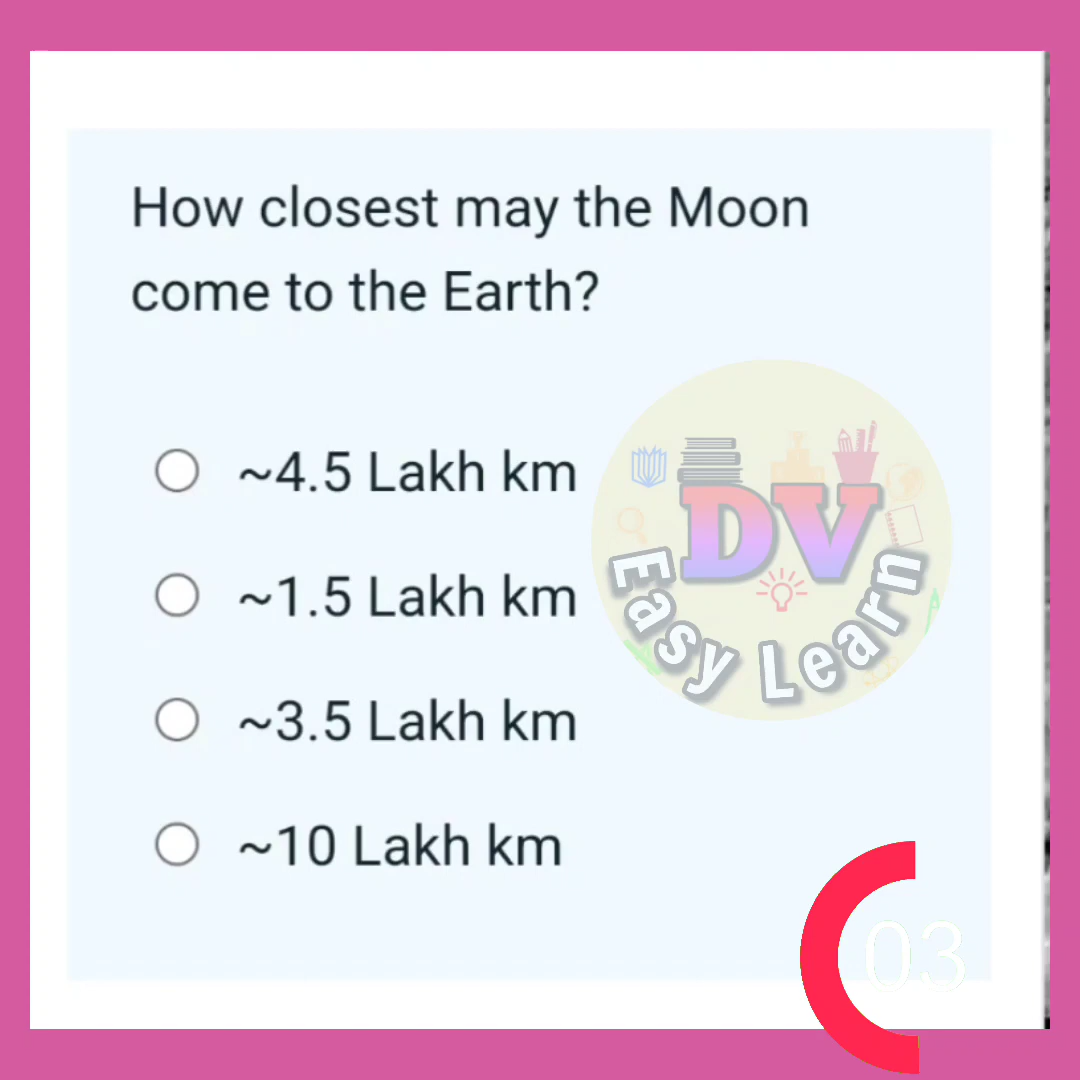 How closest may the Moon
come to the Earth?
~4.5 Lakh km
~1.5 Lakh km
~3.5 Lakh km
~10 Lakh km
DV
Easy Learn
03